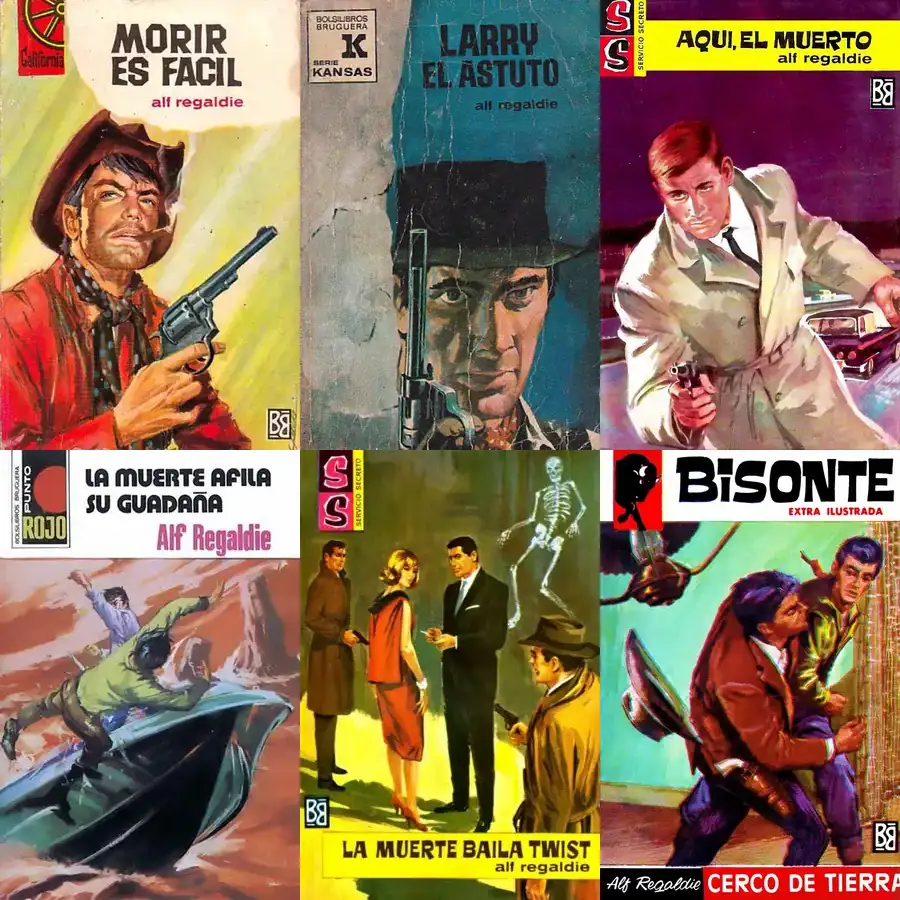 California
MORIR
ES FACIL
alf regaldie
BB
BOLSILIBROS
BRUGUERA
K
SERIE
KANSAS
LARRY
EL ASTUTO
alf regaldie
SS
SERVICIO SECRETO
AQUI, EL MUERTO
alf regaldie
BB
BOLSILIBROS BRUGUERA
PUNTO
ROJO
LA MUERTE AFILA
SU GUADAÑA
Alf Regaldie
SS
SERVICIO SECRETO
BB
LA MUERTE BAILA TWIST
alf regaldie
BISONTE
EXTRA ILUSTRADA
BB
Alf Regaldie CERCO DE TIERRA